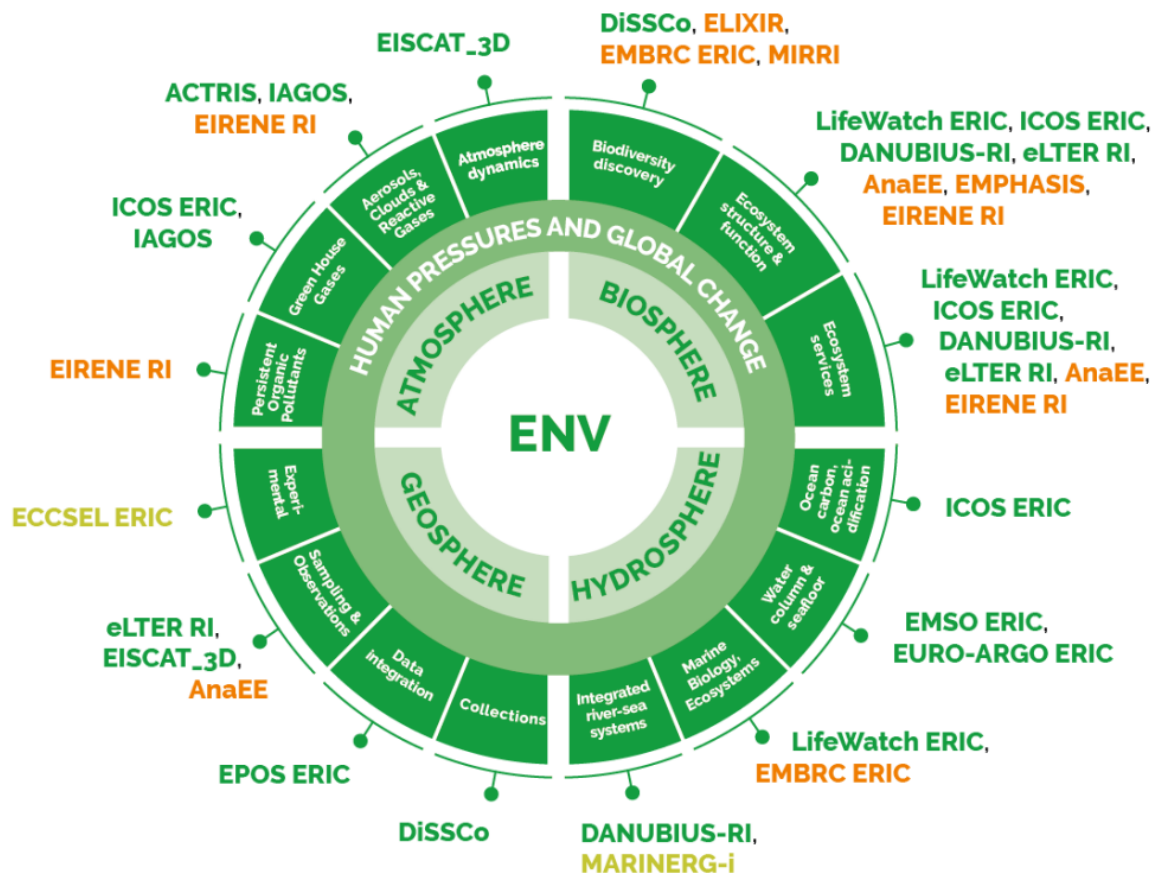 EISCAT_3D
DiSSCo, ELIXIR,
EMBRC ERIC, MIRRI
ACTRIS, IAGOS,
EIRENE RI
LifeWatch ERIC, ICOS ERIC,
DANUBIUS-RI, eLTER RI,
AnaEE, EMPHASIS,
EIRENE RI
ICOS ERIC,
IAGOS
LifeWatch ERIC,
ICOS ERIC,
DANUBIUS-RI,
eLTER RI, AnaEE,
EIRENE RI
EIRENE RI
ECCSEL ERIC
ICOS ERIC
eLTER RI,
EISCAT_3D,
AnaEE
EMSO ERIC,
EURO-ARGO ERIC
EPOS ERIC
LifeWatch ERIC,
EMBRC ERIC
DiSSCo
DANUBIUS-RI,
MARINERG-i
Atmosphere
dynamics
Biodiversity
discovery
Aerosols,
Clouds &
Reactive
Gases
Ecosystem
structure &
function
Green House
Gases
Ecosystem
services
Persistent
Organic
Pollutants
Experi-
mental
Ocean
carbon,
ocean aci-
dification
Sampling &
Observations
Water
column &
seafloor
Data
integration
Marine
Biology,
Ecosystems
Collections
Integrated
river-sea
systems
HUMAN PRESSURES AND GLOBAL CHANGE
ATMOSPHERE
BIOSPHERE
ENV
GEOSPHERE
HYDROSPHERE